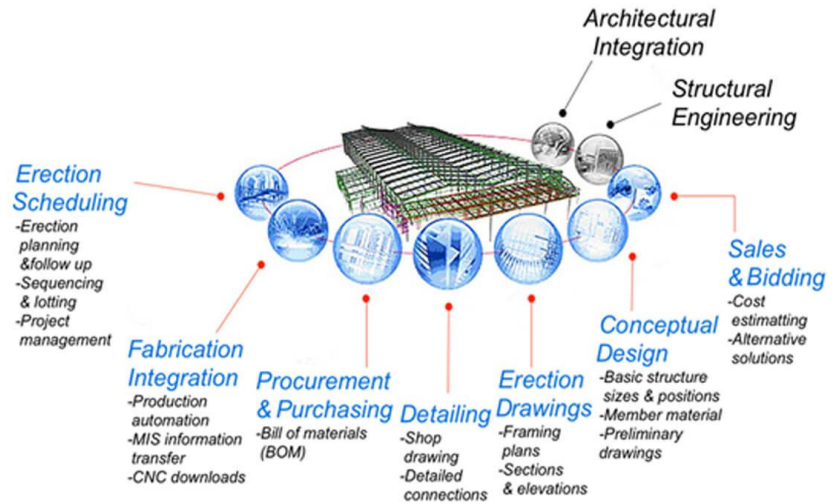 Architectural
Integration
Structural
Engineering
Erection
Scheduling
-Erection
planning
&follow up
-Sequencing
& lotting
-Project
management
Fabrication
Integration
-Production
automation
-MIS information
transfer
-CNC downloads
Procurement
& Purchasing
-Bill of materials
(BOM)
Detailing
-Shop
drawing
-Detailed
connections
Erection
Drawings
-Framing
plans
-Sections
& elevations
Conceptual
Design
-Basic structure
sizes & positions
-Member material
-Preliminary
drawings
Sales
& Bidding
-Cost
estimatting
-Alternative
solutions